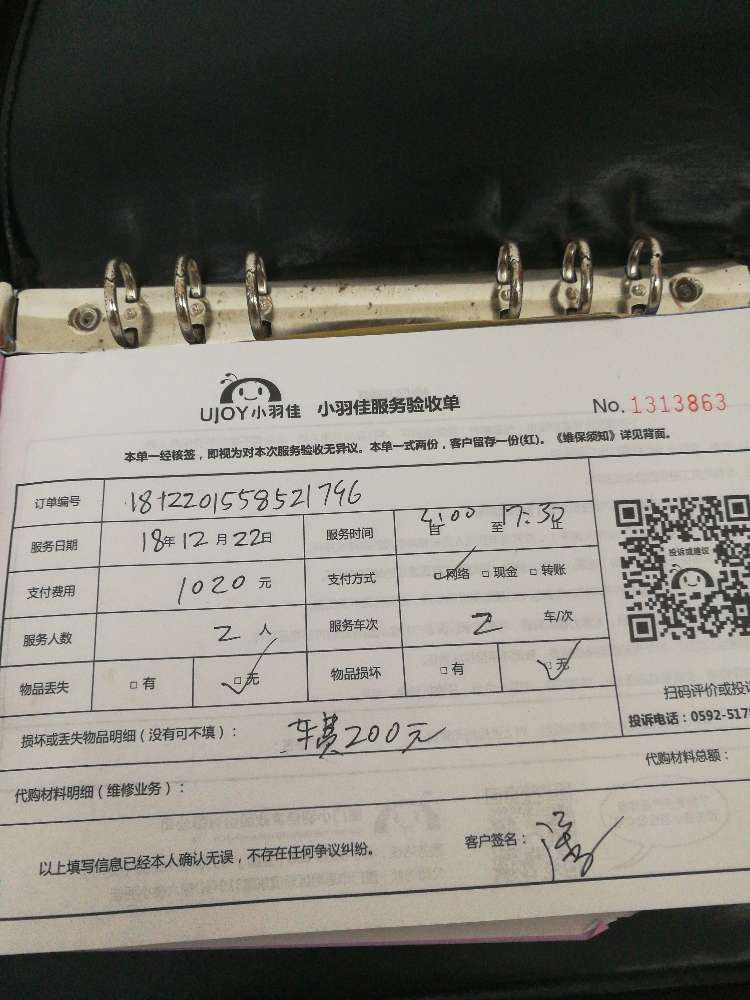 UJOY小羽佳 小羽佳服务验收单 No. 1313863
本单一经核签，即视为对本次服务验收无异议。本单一式两份，客户留存一份(红)。《维保须知》详见背面。
订单编号 1812201558521746
服务日期 18年12月22日 服务时间 自 2:00 至 17:30 止
投诉或建议
支付费用 1020 元 支付方式 □网络 □现金 □转账
服务人数 2 人 服务车次 2 车/次
物品丢失 □有 □无 物品损坏 □有 □无
扫码评价或投诉
投诉电话：0592-517
损坏或丢失物品明细（没有可不填）： 车费200元
代购材料明细（维修业务）： 代购材料总额：
以上填写信息已经本人确认无误，不存在任何争议纠纷。 客户签名：